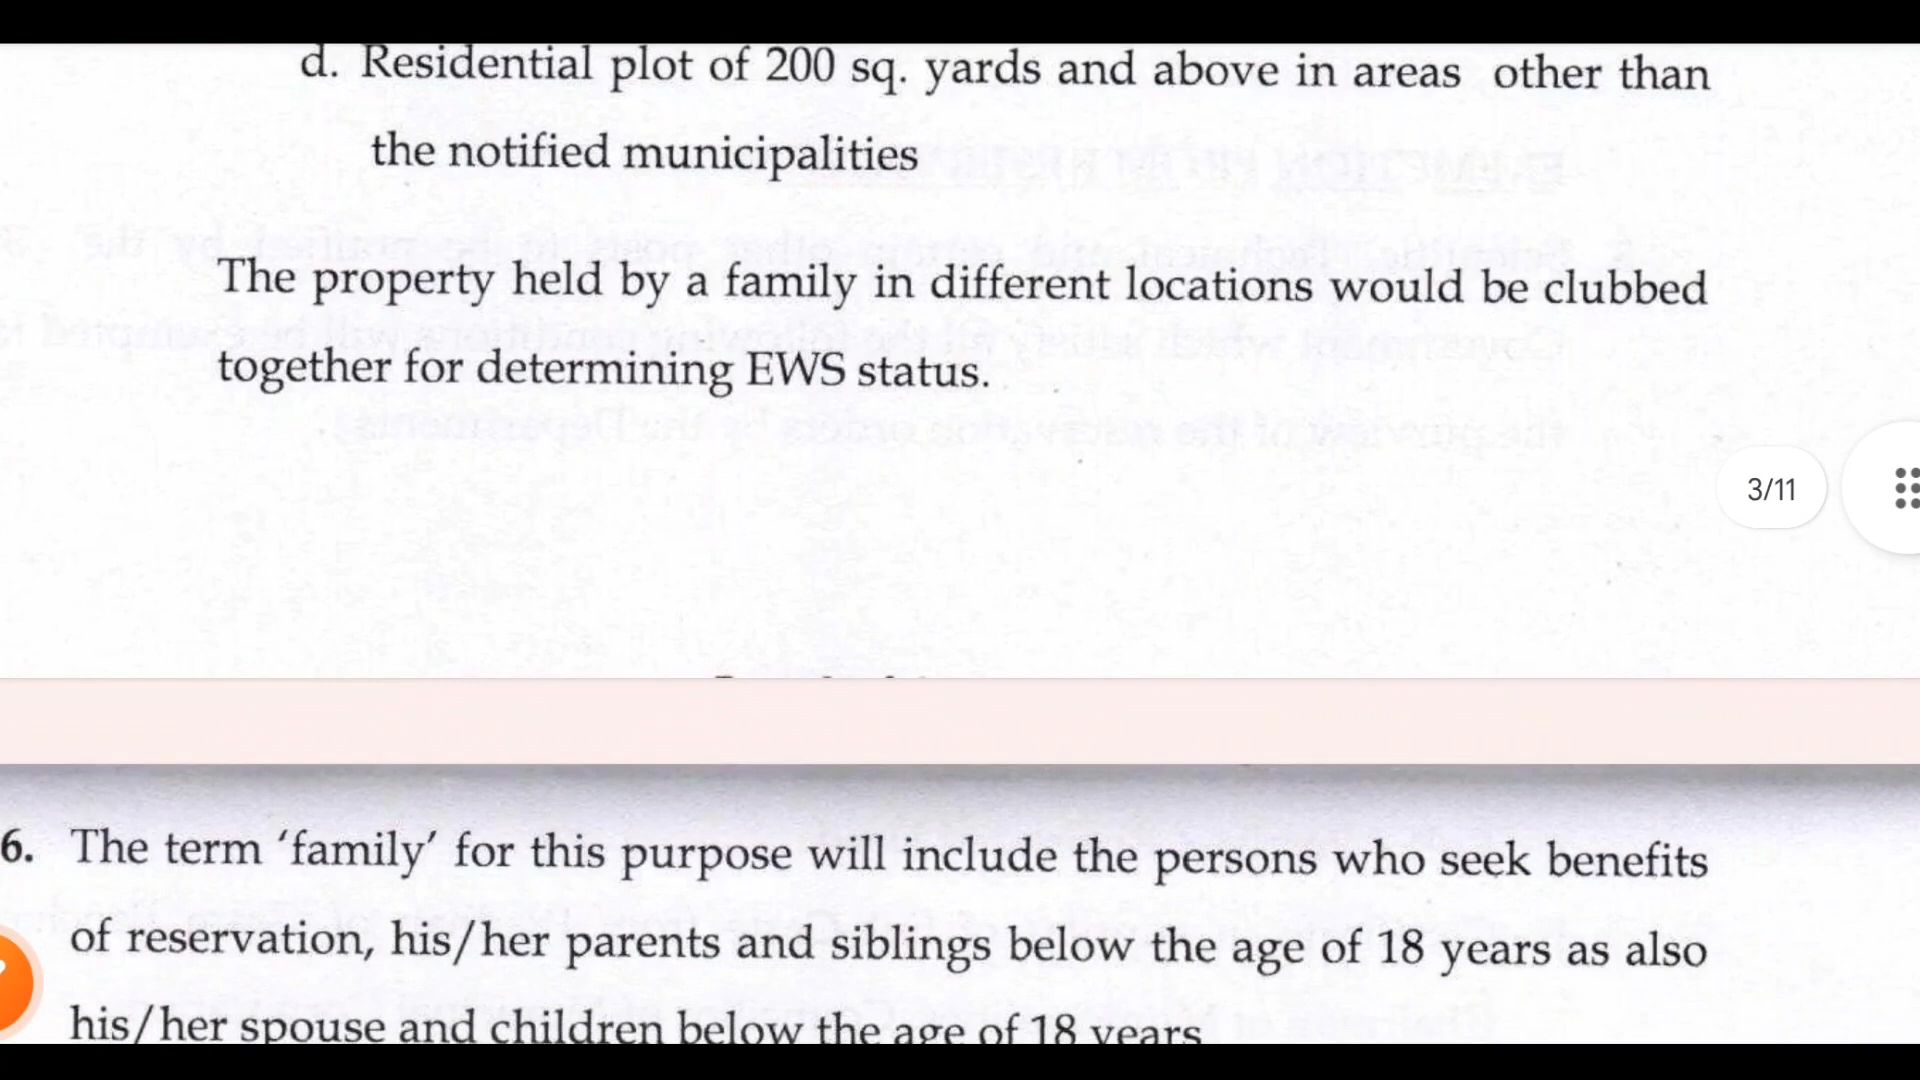 d. Residential plot of 200 sq. yards and above in areas other than
the notified municipalities
The property held by a family in different locations would be clubbed
together for determining EWS status.
3/11
6. The term ‘family’ for this purpose will include the persons who seek benefits
of reservation, his/her parents and siblings below the age of 18 years as also
his/her spouse and children below the age of 18 years